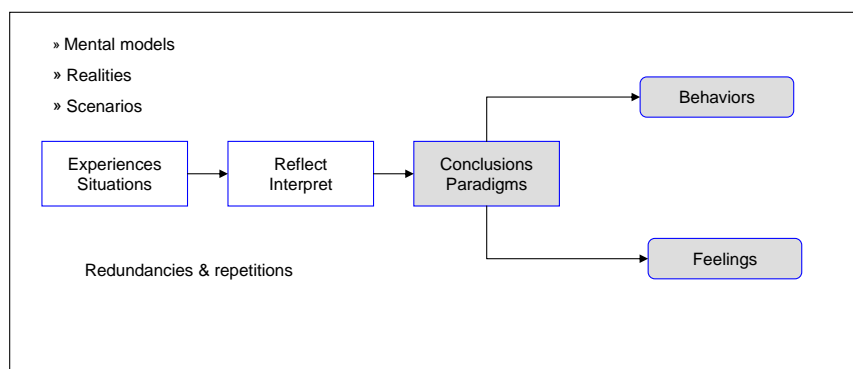 » Mental models
» Realities
» Scenarios
Behaviors
Experiences
Situations
Reflect
Interpret
Conclusions
Paradigms
Feelings
Redundancies & repetitions